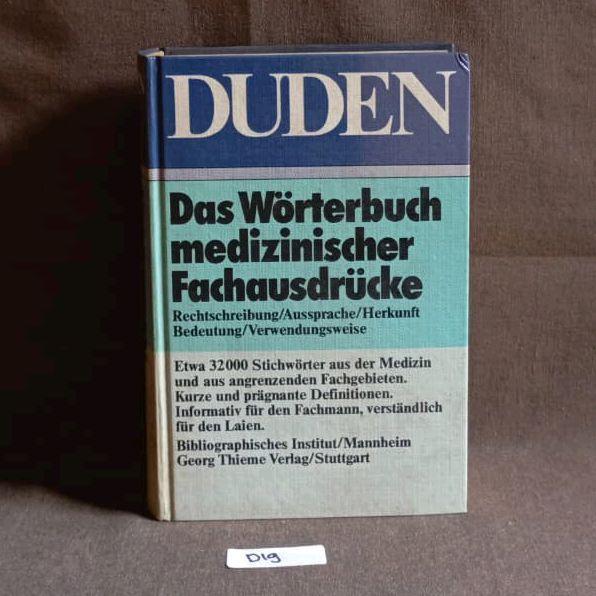 DUDEN
Das Wörterbuch
medizinischer
Fachausdrücke
Rechtschreibung/Aussprache/Herkunft
Bedeutung/Verwendungsweise
Etwa 32000 Stichwörter aus der Medizin
und aus angrenzenden Fachgebieten.
Kurze und prägnante Definitionen.
Informativ für den Fachmann, verständlich
für den Laien.
Bibliographisches Institut/Mannheim
Georg Thieme Verlag/Stuttgart
D19